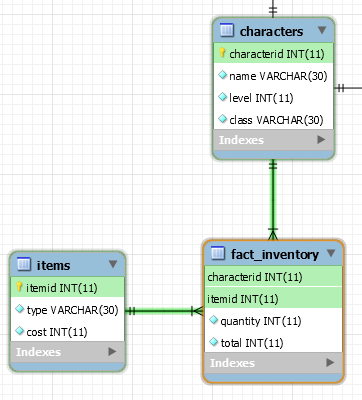 characters
characterid INT(11)
name VARCHAR(30)
level INT(11)
class VARCHAR(30)
Indexes
items
itemid INT(11)
type VARCHAR(30)
cost INT(11)
Indexes
fact_inventory
characterid INT(11)
itemid INT(11)
quantity INT(11)
total INT(11)
Indexes